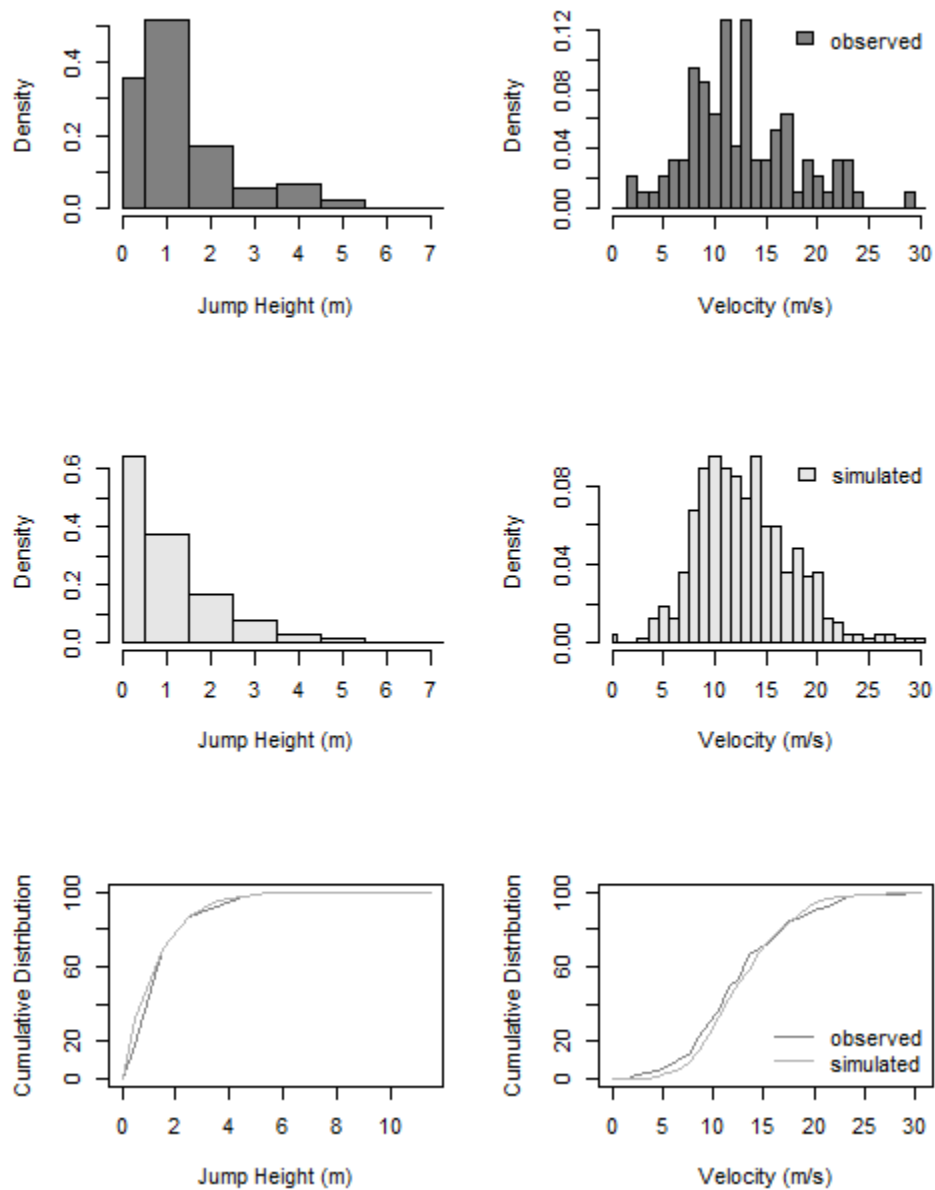 Density
0.0 0.2 0.4
0 1 2 3 4 5 6 7
Jump Height (m)
Density
0.00 0.04 0.08 0.12
observed
0 5 10 15 20 25 30
Velocity (m/s)
Density
0.0 0.2 0.4 0.6
0 1 2 3 4 5 6 7
Jump Height (m)
Density
0.00 0.04 0.08
simulated
0 5 10 15 20 25 30
Velocity (m/s)
Cumulative Distribution
0 20 60 100
0 2 4 6 8 10
Jump Height (m)
Cumulative Distribution
0 20 60 100
observed
simulated
0 5 10 15 20 25 30
Velocity (m/s)